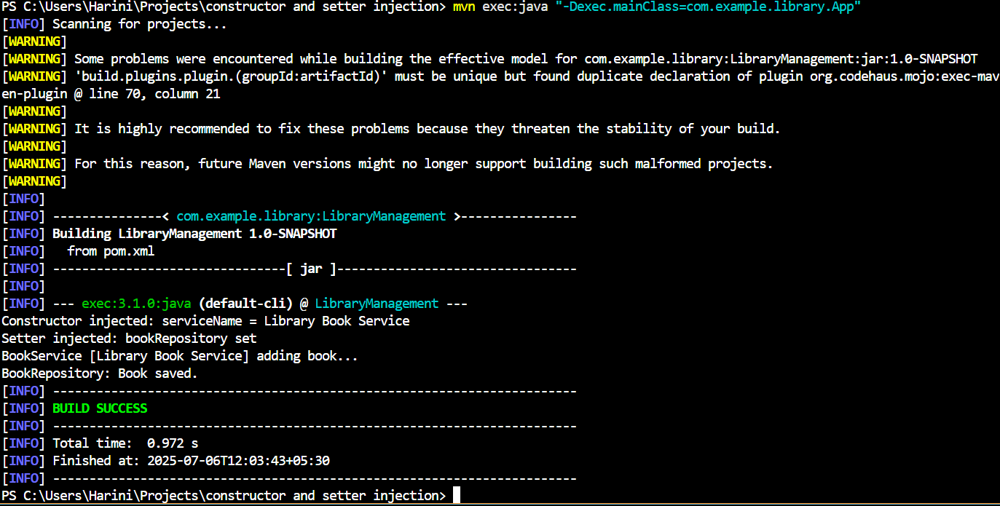 PS C:\Users\Harini\Projects\constructor and setter injection> mvn exec:java "-Dexec.mainClass=com.example.library.App"
[INFO] Scanning for projects...
[WARNING]
[WARNING] Some problems were encountered while building the effective model for com.example.library:LibraryManagement:jar:1.0-SNAPSHOT
[WARNING] 'build.plugins.plugin.(groupId:artifactId)' must be unique but found duplicate declaration of plugin org.codehaus.mojo:exec-mav
en-plugin @ line 70, column 21
[WARNING]
[WARNING] It is highly recommended to fix these problems because they threaten the stability of your build.
[WARNING]
[WARNING] For this reason, future Maven versions might no longer support building such malformed projects.
[WARNING]
[INFO]
[INFO] ---------------< com.example.library:LibraryManagement >----------------
[INFO] Building LibraryManagement 1.0-SNAPSHOT
[INFO]   from pom.xml
[INFO] --------------------------------[ jar ]---------------------------------
[INFO]
[INFO] --- exec:3.1.0:java (default-cli) @ LibraryManagement ---
Constructor injected: serviceName = Library Book Service
Setter injected: bookRepository set
BookService [Library Book Service] adding book...
BookRepository: Book saved.
[INFO] ------------------------------------------------------------------------
[INFO] BUILD SUCCESS
[INFO] ------------------------------------------------------------------------
[INFO] Total time:  0.972 s
[INFO] Finished at: 2025-07-06T12:03:43+05:30
[INFO] ------------------------------------------------------------------------
PS C:\Users\Harini\Projects\constructor and setter injection>